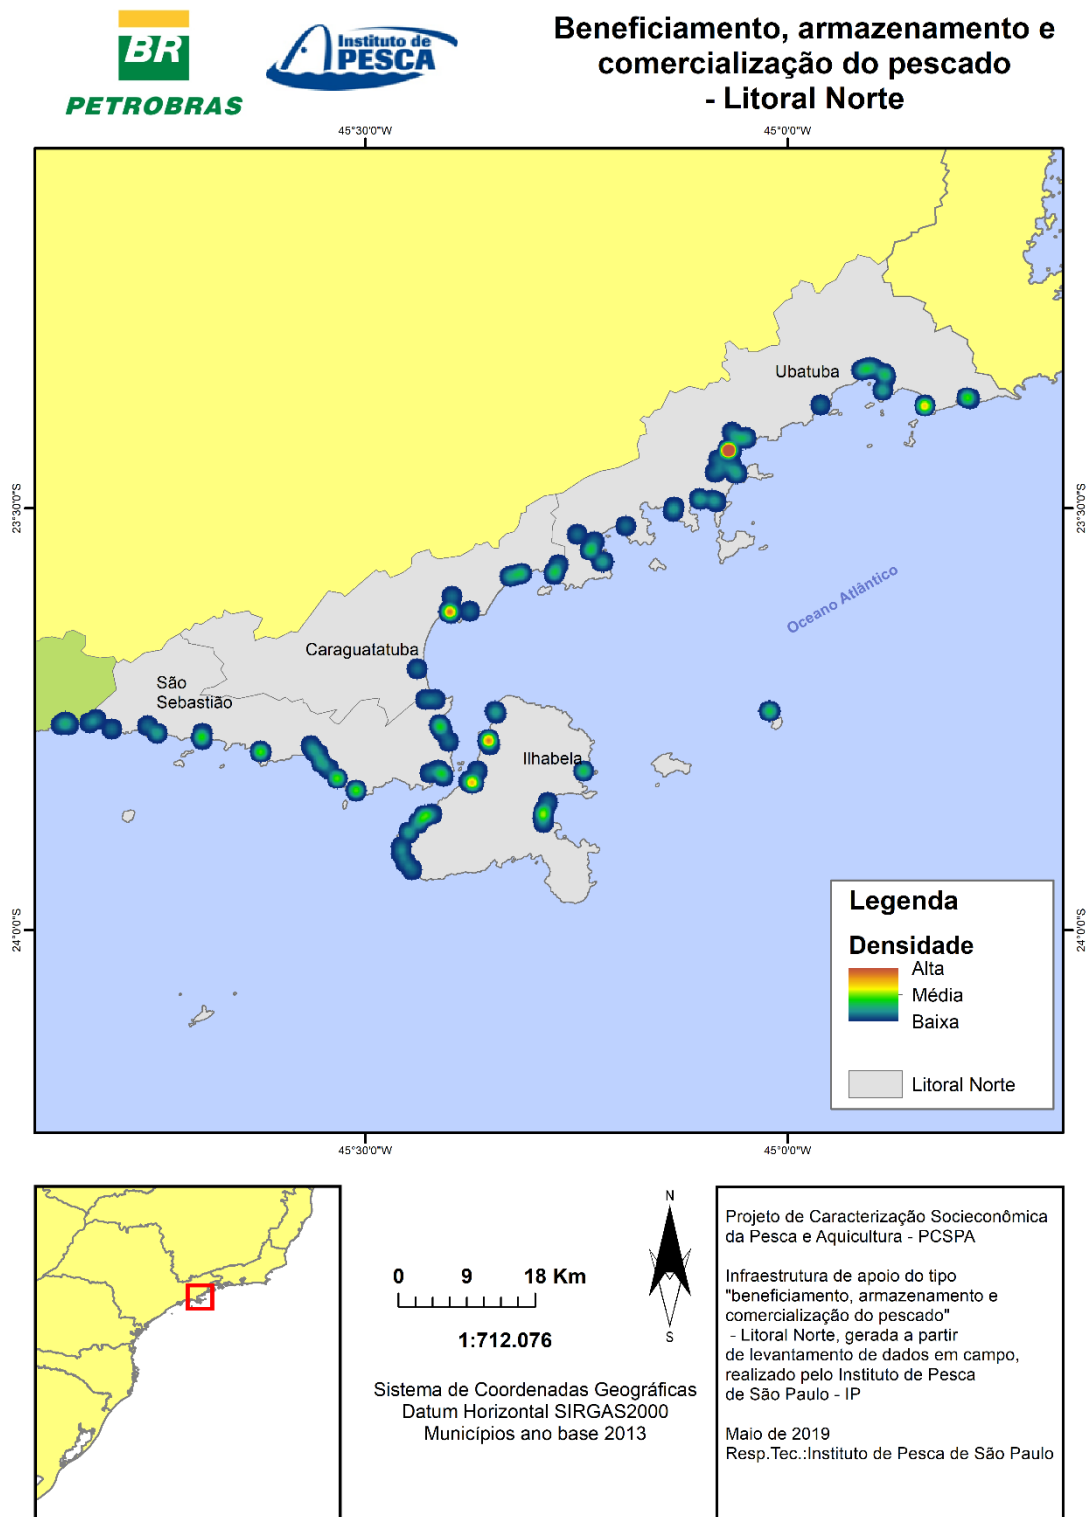 BR
PETROBRAS
Instituto de
PESCA
Beneficiamento, armazenamento e
comercialização do pescado
- Litoral Norte
45°30'0"W
45°0'0"W
23°30'0"S
23°30'0"S
24°0'0"S
24°0'0"S
Ubatuba
Oceano Atlântico
Caraguatatuba
São
Sebastião
Ilhabela
Legenda
Densidade
Alta
Média
Baixa
Litoral Norte
45°30'0"W
45°0'0"W
0 9 18 Km
1:712.076
Sistema de Coordenadas Geográficas
Datum Horizontal SIRGAS2000
Municípios ano base 2013
N
S
Projeto de Caracterização Socieconômica
da Pesca e Aquicultura - PCSPA
Infraestrutura de apoio do tipo
"beneficiamento, armazenamento e
comercialização do pescado"
- Litoral Norte, gerada a partir
de levantamento de dados em campo,
realizado pelo Instituto de Pesca
de São Paulo - IP
Maio de 2019
Resp.Tec.:Instituto de Pesca de São Paulo